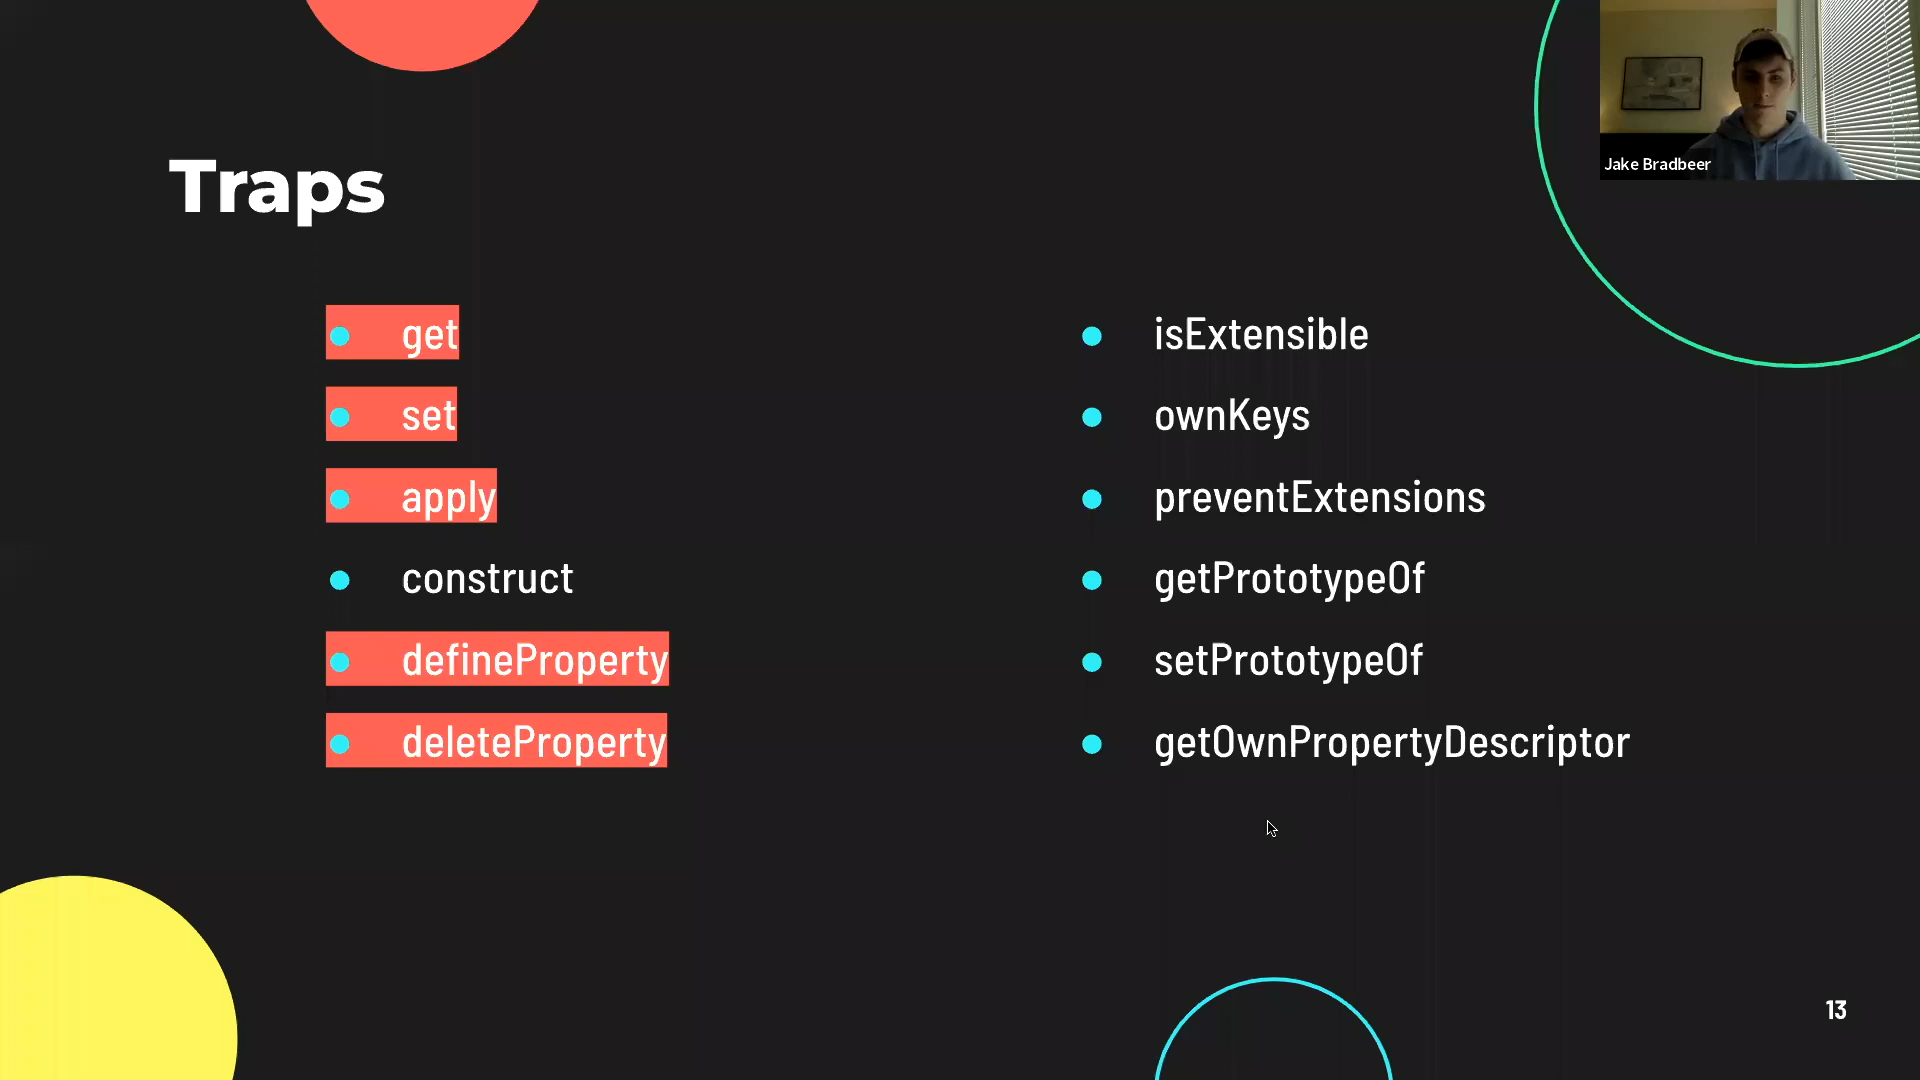 Jake Bradbeer
Traps
get
set
apply
construct
defineProperty
deleteProperty
isExtensible
ownKeys
preventExtensions
getPrototypeOf
setPrototypeOf
getOwnPropertyDescriptor
13